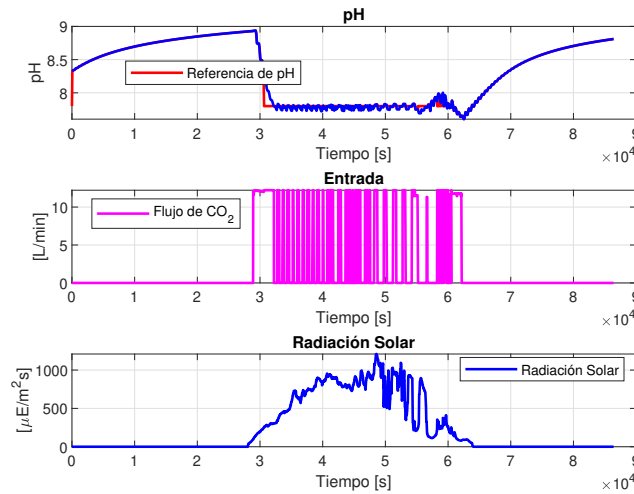 pH
9
8.5
8
pH
Referencia de pH
0 1 2 3 4 5 6 7 8 9
Tiempo [s]
×10⁴
Entrada
10
5
0
[L/min]
Flujo de CO₂
0 1 2 3 4 5 6 7 8 9
Tiempo [s]
×10⁴
Radiación Solar
1000
500
0
[μE/m²s]
Radiación Solar
0 1 2 3 4 5 6 7 8 9
Tiempo [s]
×10⁴